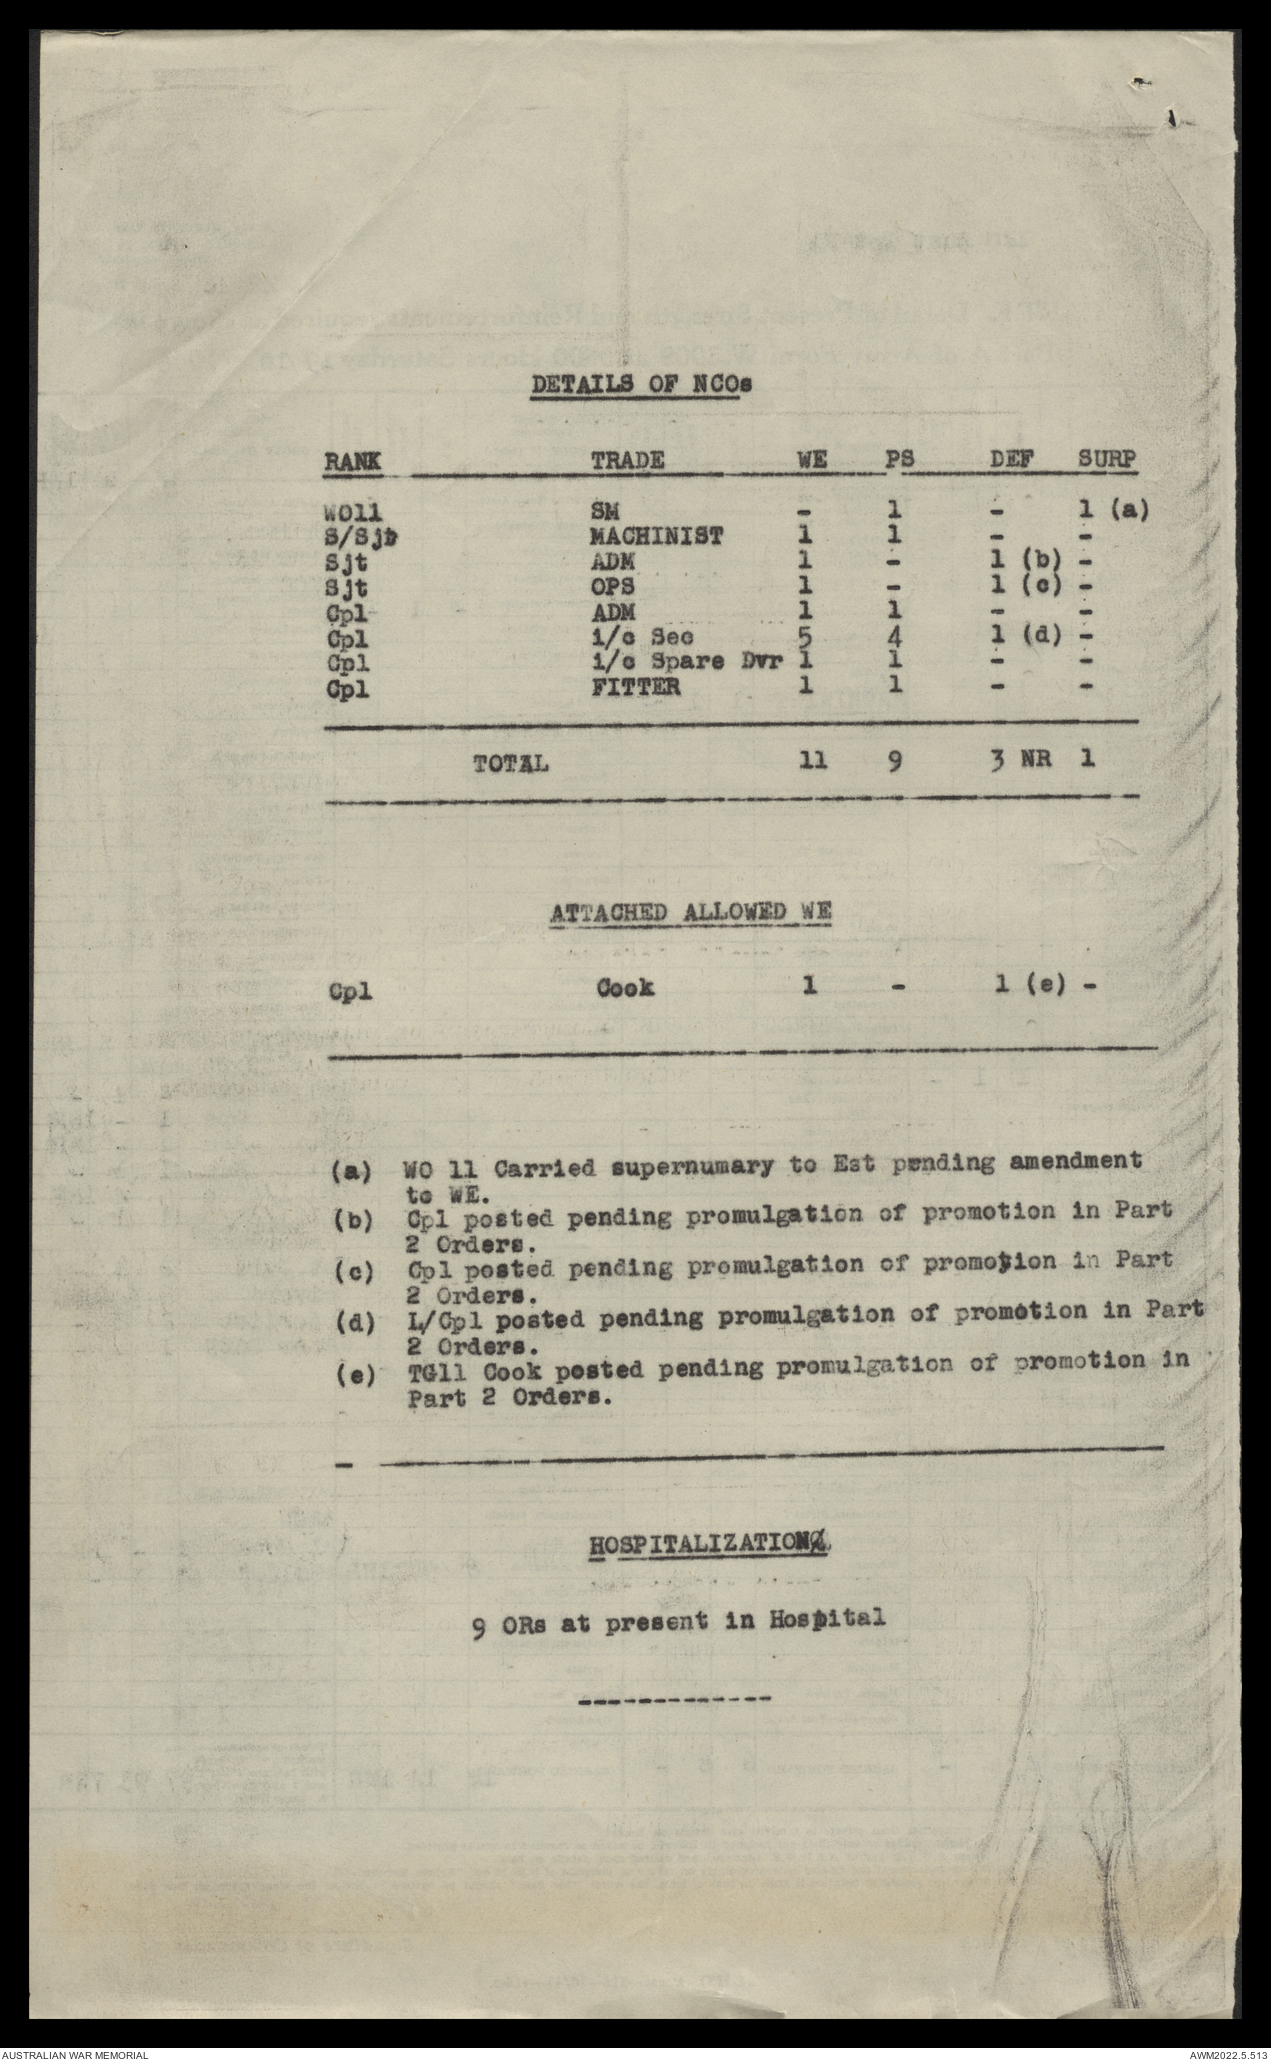 DETAILS OF NCOs
RANK TRADE WE PS DEF SURP
WO11 SM - 1 - 1 (a)
S/Sjt MACHINIST 1 1 - -
Sjt ADM 1 - 1 (b) -
Sjt OPS 1 - 1 (c) -
Cpl ADM 1 1 - -
Cpl i/c Sec 5 4 1 (d) -
Cpl i/c Spare Dvr 1 1 - -
Cpl FITTER 1 1 - -
TOTAL 11 9 3 NR 1
ATTACHED ALLOWED WE
Cpl Cook 1 - 1 (e) -
(a) WO 11 Carried supernumary to Est pending amendment
to WE.
(b) Cpl posted pending promulgation of promotion in Part
2 Orders.
(c) Cpl posted pending promulgation of promotion in Part
2 Orders.
(d) L/Cpl posted pending promulgation of promotion in Part
2 Orders.
(e) TG11 Cook posted pending promulgation of promotion in
Part 2 Orders.
HOSPITALIZATION
9 ORs at present in Hospital
-------------
AUSTRALIAN WAR MEMORIAL AWM2022.5.513